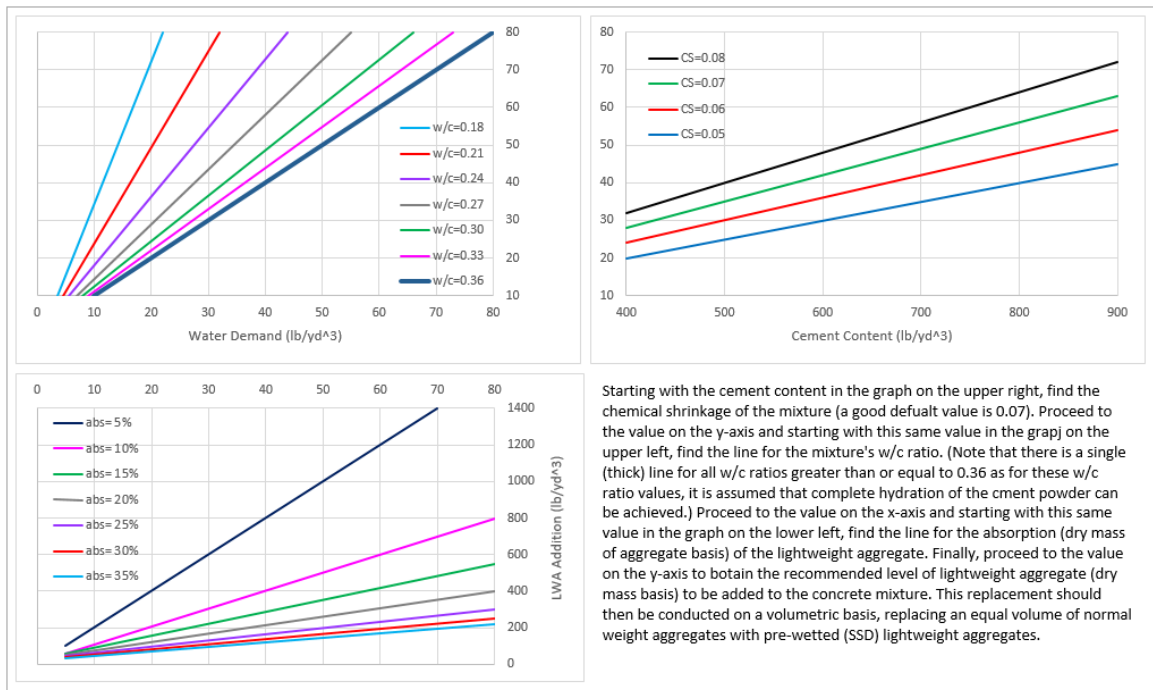 80
70
60
50
40
30
20
10
w/c=0.18
w/c=0.21
w/c=0.24
w/c=0.27
w/c=0.30
w/c=0.33
w/c=0.36
0 10 20 30 40 50 60 70 80
Water Demand (lb/yd^3)
80
70
60
50
40
30
20
10
CS=0.08
CS=0.07
CS=0.06
CS=0.05
400 500 600 700 800 900
Cement Content (lb/yd^3)
0 10 20 30 40 50 60 70 80
1400
1200
1000
800
600
400
200
0
LWA Addition (lb/yd^3)
abs= 5%
abs= 10%
abs= 15%
abs= 20%
abs= 25%
abs= 30%
abs= 35%
Starting with the cement content in the graph on the upper right, find the
chemical shrinkage of the mixture (a good defualt value is 0.07). Proceed to
the value on the y-axis and starting with this same value in the grapj on the
upper left, find the line for the mixture's w/c ratio. (Note that there is a single
(thick) line for all w/c ratios greater than or equal to 0.36 as for these w/c
ratio values, it is assumed that complete hydration of the cment powder can
be achieved.) Proceed to the value on the x-axis and starting with this same
value in the graph on the lower left, find the line for the absorption (dry mass
of aggregate basis) of the lightweight aggregate. Finally, proceed to the value
on the y-axis to botain the recommended level of lightweight aggregate (dry
mass basis) to be added to the concrete mixture. This replacement should
then be conducted on a volumetric basis, replacing an equal volume of normal
weight aggregates with pre-wetted (SSD) lightweight aggregates.